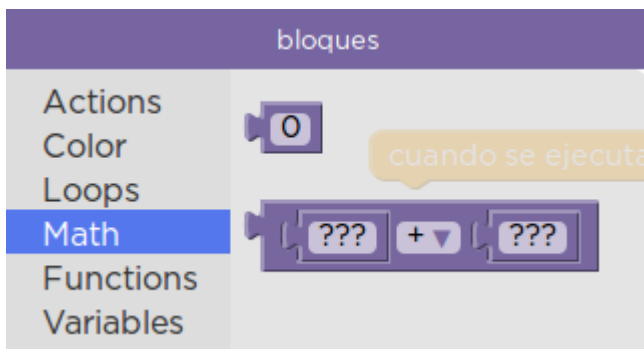 bloques
Actions
Color
Loops
Math
Functions
Variables
0
cuando se ejecuta
??? + ▼ ???